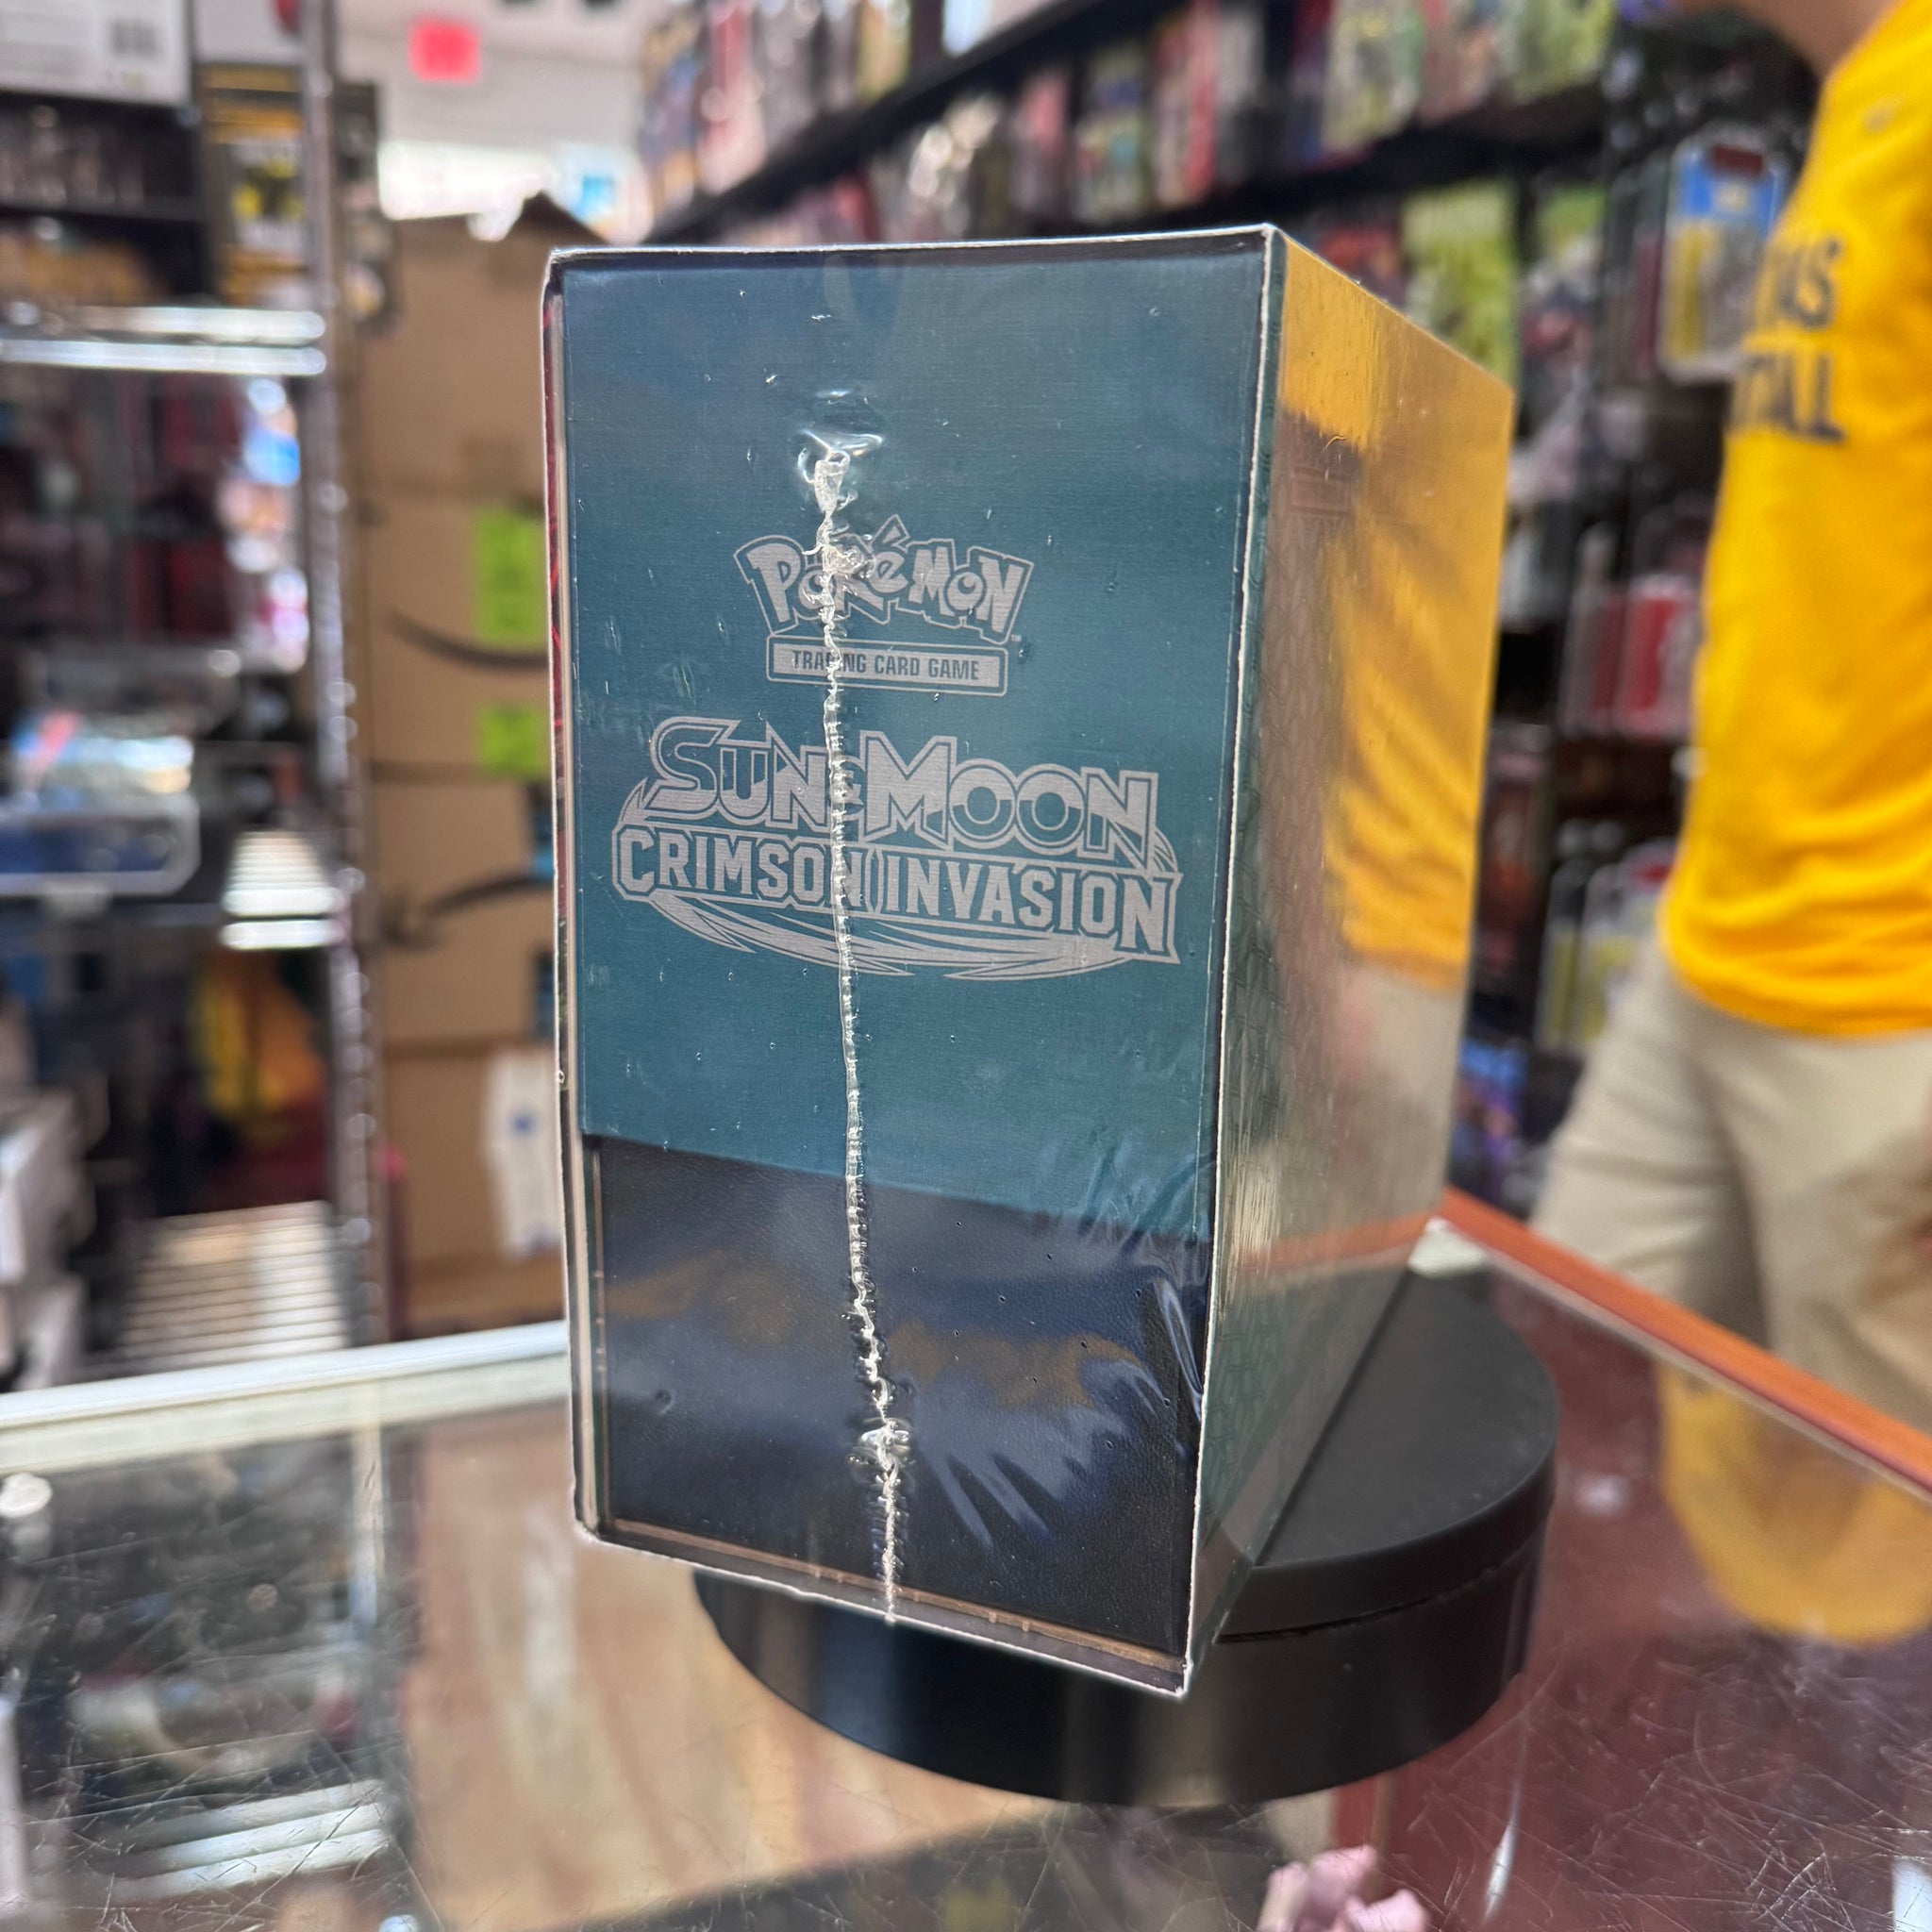 Pokémon
TRADING CARD GAME
SUN & MOON
CRIMSON INVASION